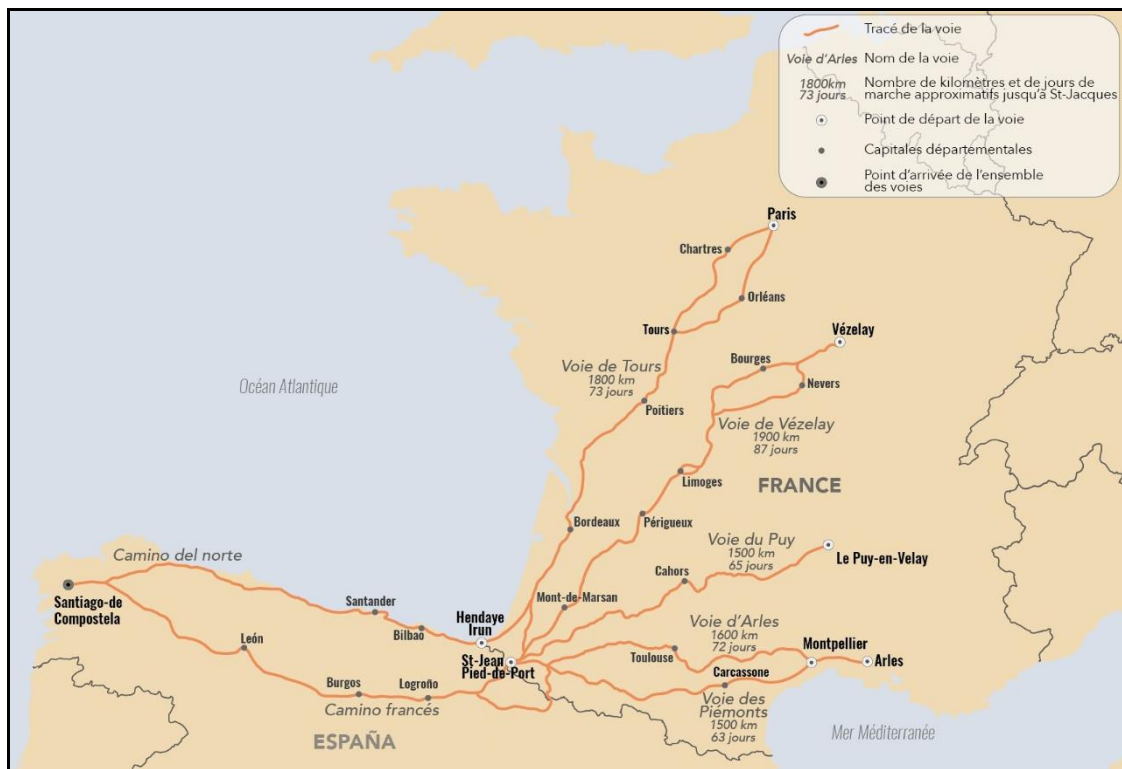 Tracé de la voie
Voie d'Arles Nom de la voie
1800km
73 jours
Nombre de kilomètres et de jours de
marche approximatifs jusqu'à St-Jacques
Point de départ de la voie
Capitales départementales
Point d'arrivée de l'ensemble
des voies
Paris
Chartres
Orléans
Tours
Vézelay
Bourges
Voie de Tours
1800 km
73 jours
Nevers
Océan Atlantique
Poitiers
Voie de Vézelay
1900 km
87 jours
Limoges
FRANCE
Bordeaux
Périgueux
Voie du Puy
1500 km
65 jours
Le Puy-en-Velay
Camino del norte
Cahors
Santiago-de
Compostela
Santander
Mont-de-Marsan
Bilbao
Hendaye
Irun
Voie d'Arles
1600 km
72 jours
León
Toulouse
Montpellier
Arles
St-Jean
Pied-de-Port
Carcassone
Burgos
Logroño
Camino francés
Voie des
Piémonts
1500 km
63 jours
ESPAÑA
Mer Méditerranée